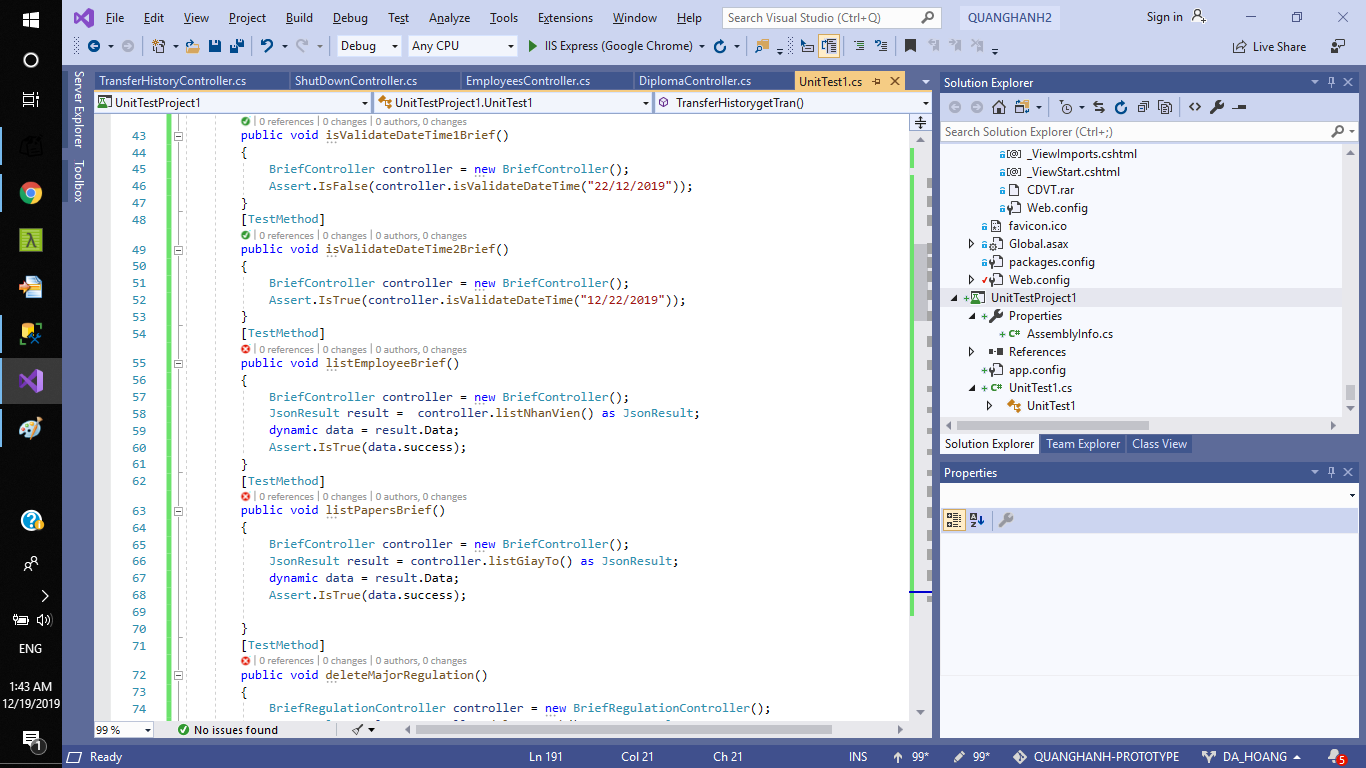 File Edit View Project Build Debug Test Analyze Tools Extensions Window Help Search Visual Studio (Ctrl+Q) QUANGHANH2 Sign in
Debug Any CPU IIS Express (Google Chrome) Live Share
Server Explorer
Toolbox
TransferHistoryController.cs ShutDownController.cs EmployeesController.cs DiplomaController.cs UnitTest1.cs
UnitTestProject1 UnitTestProject1.UnitTest1 TransferHistorygetTran()
0 references | 0 changes | 0 authors, 0 changes
43 public void isValidateDateTime1Brief()
44 {
45 BriefController controller = new BriefController();
46 Assert.IsFalse(controller.isValidateDateTime("22/12/2019"));
47 }
48 [TestMethod]
0 references | 0 changes | 0 authors, 0 changes
49 public void isValidateDateTime2Brief()
50 {
51 BriefController controller = new BriefController();
52 Assert.IsTrue(controller.isValidateDateTime("12/22/2019"));
53 }
54 [TestMethod]
0 references | 0 changes | 0 authors, 0 changes
55 public void listEmployeeBrief()
56 {
57 BriefController controller = new BriefController();
58 JsonResult result = controller.listNhanVien() as JsonResult;
59 dynamic data = result.Data;
60 Assert.IsTrue(data.success);
61 }
62 [TestMethod]
0 references | 0 changes | 0 authors, 0 changes
63 public void listPapersBrief()
64 {
65 BriefController controller = new BriefController();
66 JsonResult result = controller.listGiayTo() as JsonResult;
67 dynamic data = result.Data;
68 Assert.IsTrue(data.success);
69
70 }
71 [TestMethod]
0 references | 0 changes | 0 authors, 0 changes
72 public void deleteMajorRegulation()
73 {
74 BriefRegulationController controller = new BriefRegulationController();
99 % No issues found
Solution Explorer
Search Solution Explorer (Ctrl+;)
_ViewImports.cshtml
_ViewStart.cshtml
CDVT.rar
Web.config
favicon.ico
Global.asax
packages.config
Web.config
UnitTestProject1
Properties
C# AssemblyInfo.cs
References
app.config
C# UnitTest1.cs
UnitTest1
Solution Explorer Team Explorer Class View
Properties
Ready Ln 191 Col 21 Ch 21 INS 99* 99* QUANGHANH-PROTOTYPE DA_HOANG 5
ENG
1:43 AM
12/19/2019
1